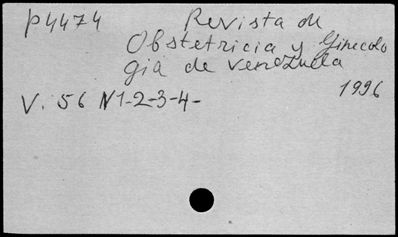 P4474 Revista de
Obstetricia y Ginecolo
gia de Venezuela
1996
V. 56 N1-2-3-4-